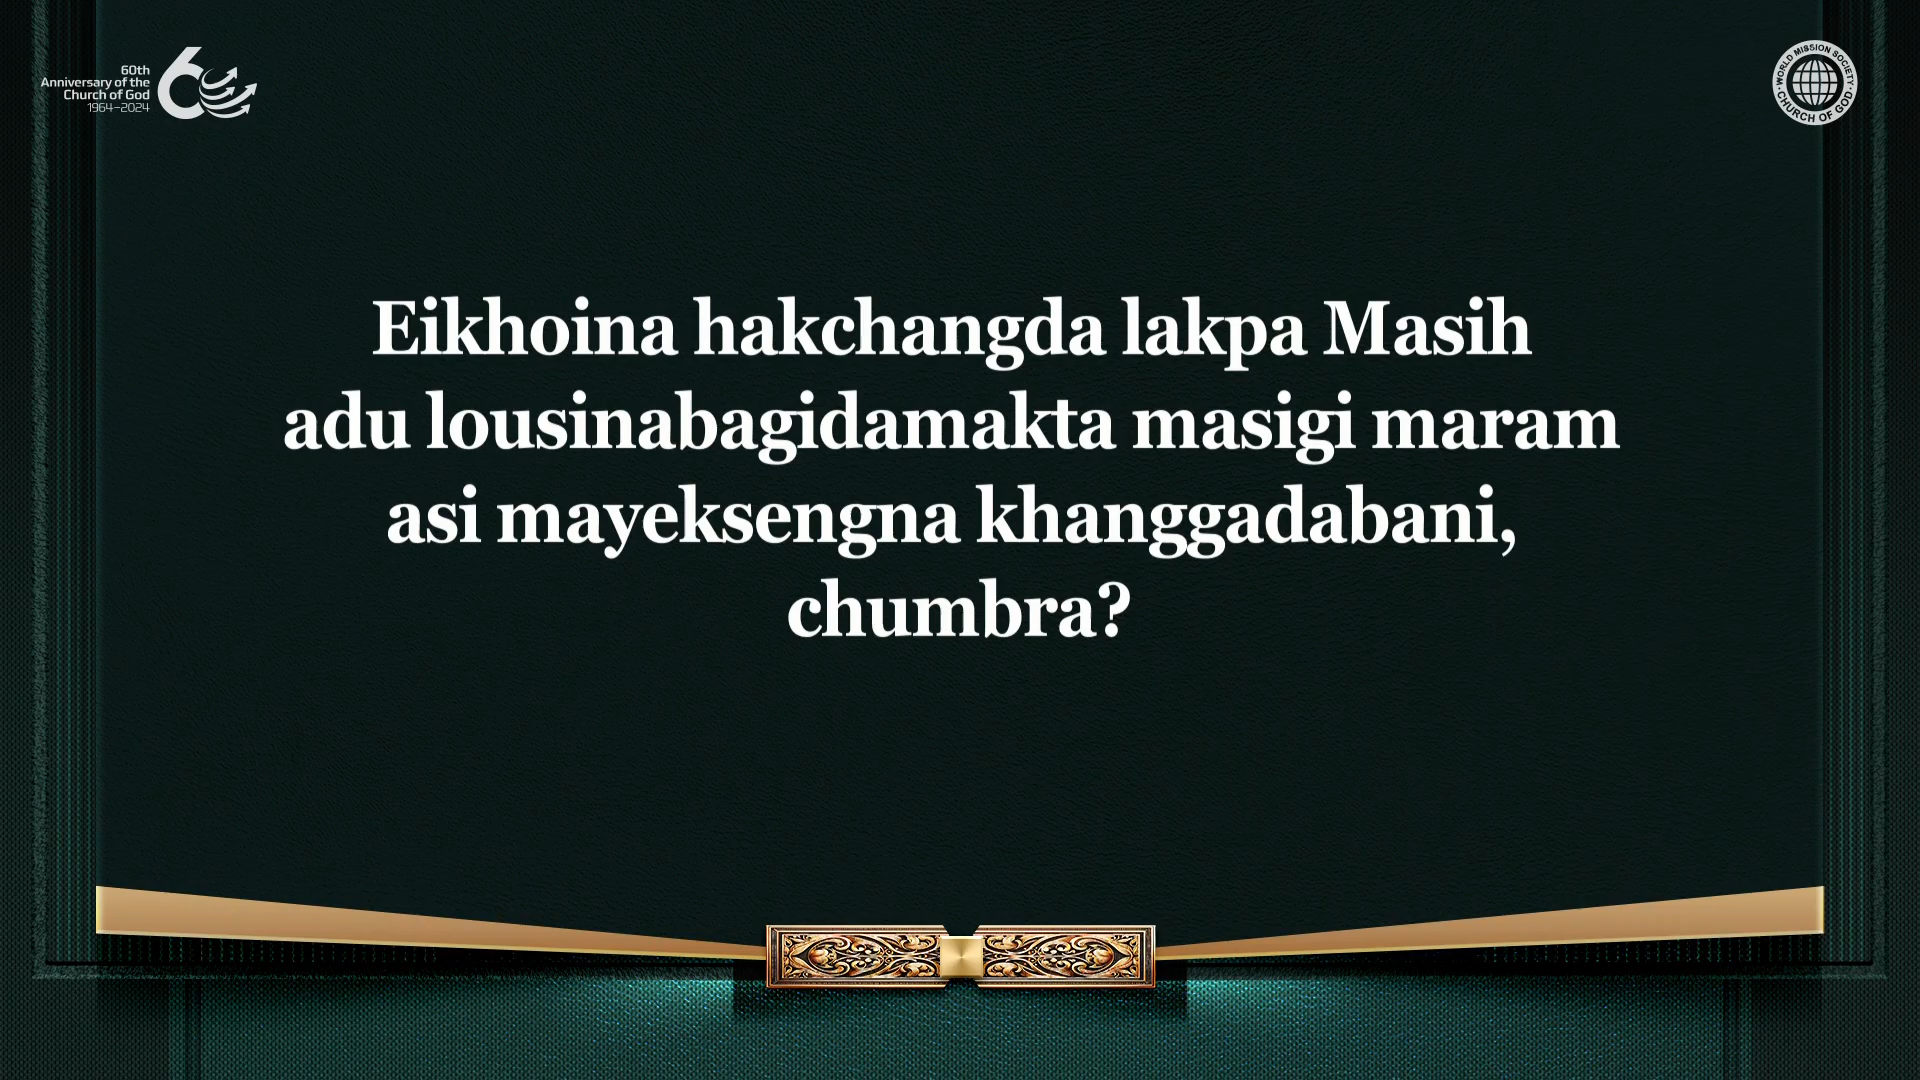 60th
Anniversary of the
Church of God
1964–2024
WORLD MISSION SOCIETY
CHURCH OF GOD
Eikhoina hakchangda lakpa Masih
adu lousinabagidamakta masigi maram
asi mayeksengna khanggadabani,
chumbra?